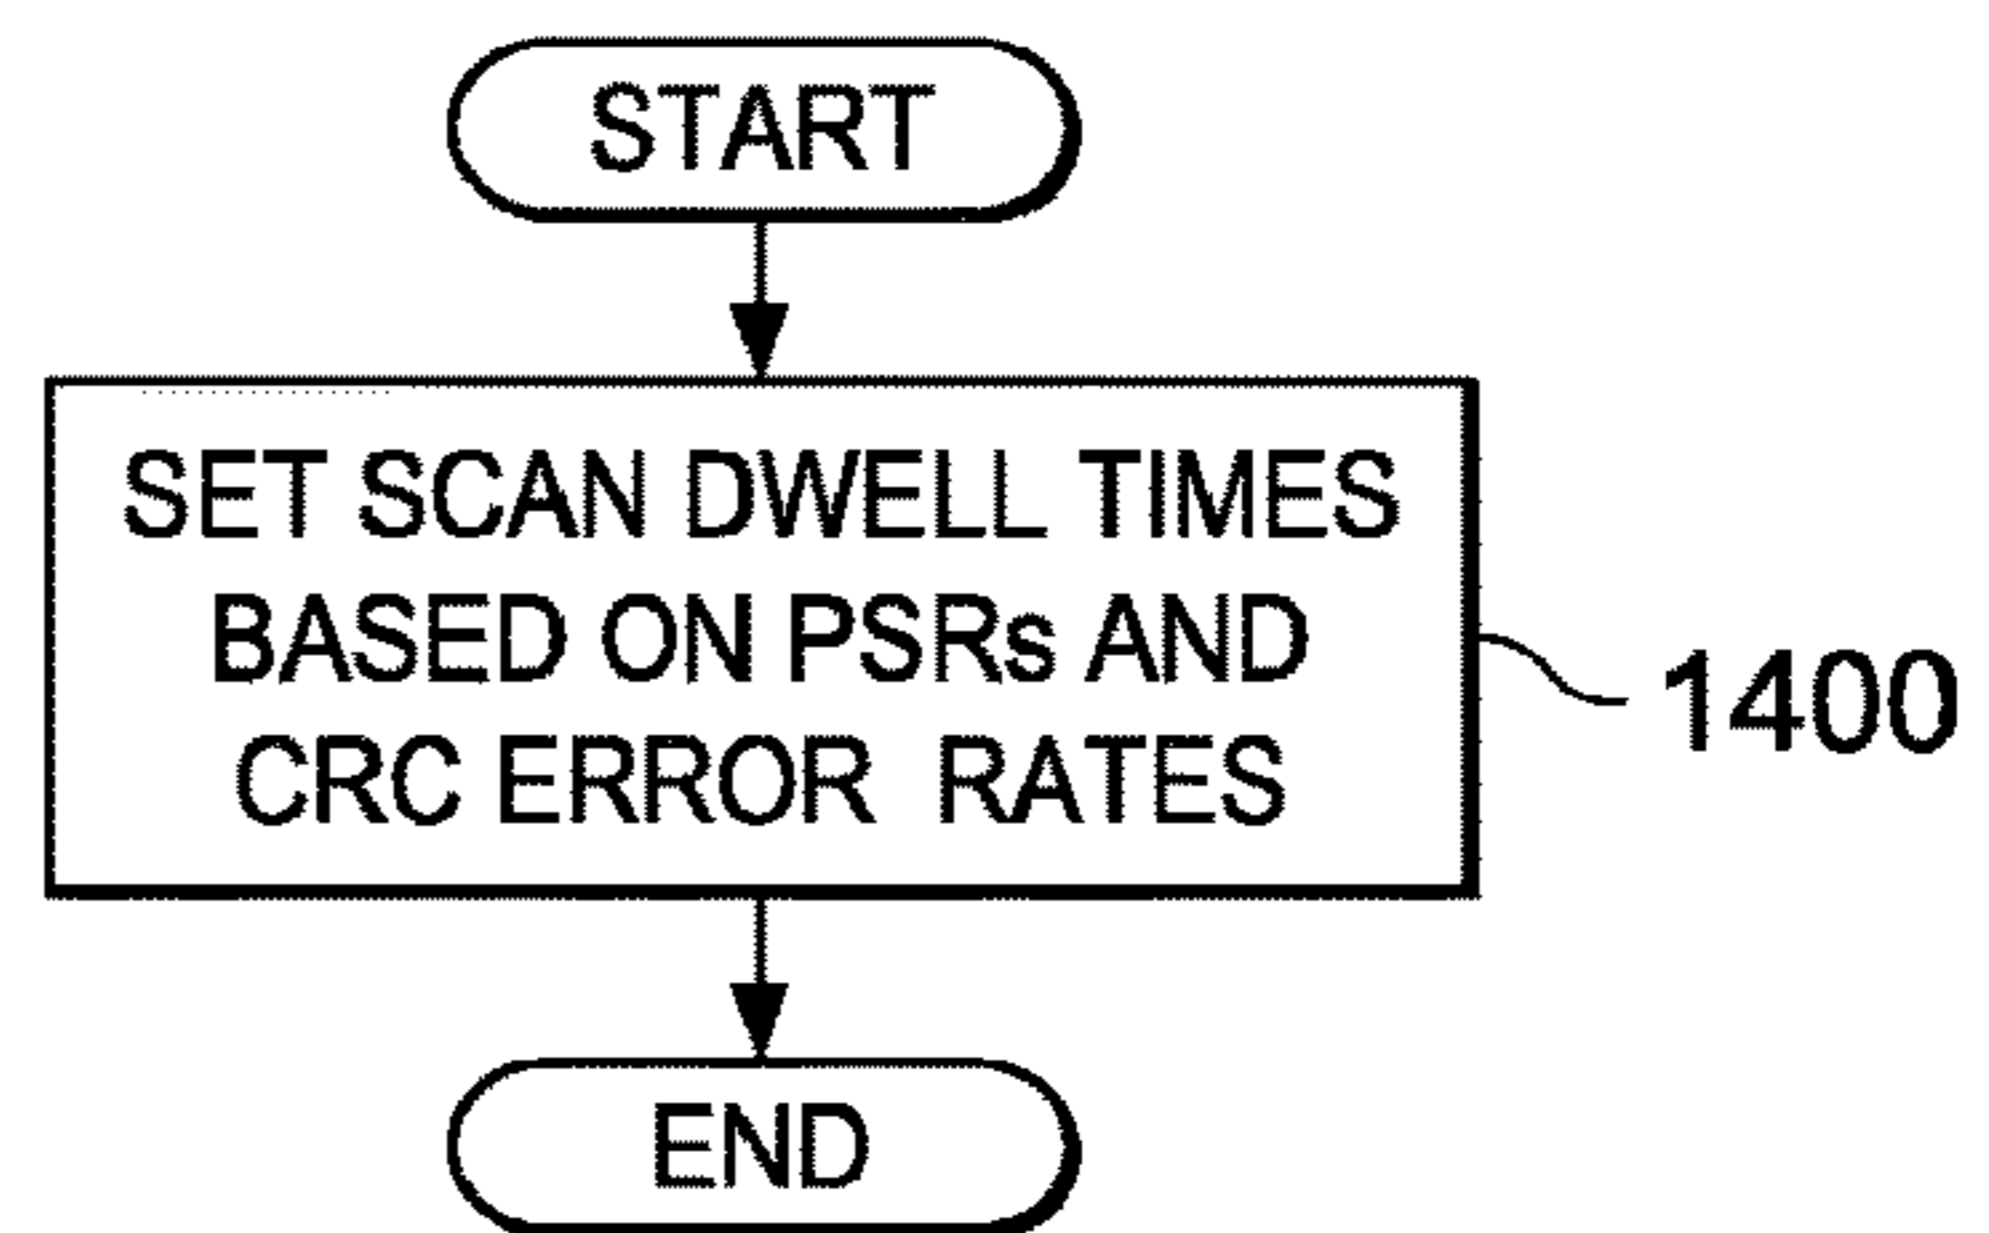 START
SET SCAN DWELL TIMES
BASED ON PSRs AND
CRC ERROR RATES
1400
END